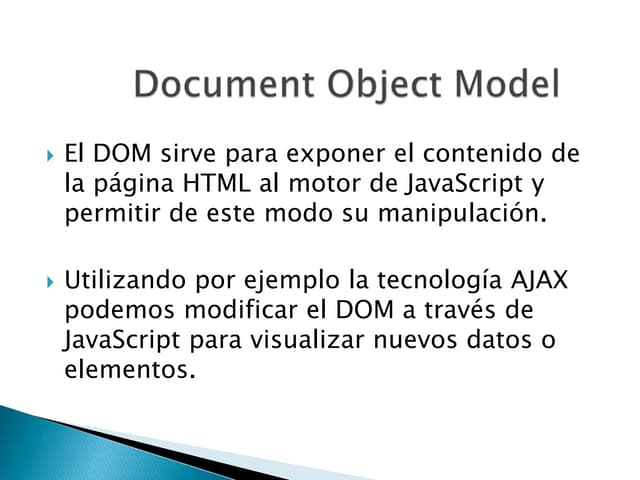 Document Object Model
El DOM sirve para exponer el contenido de
la página HTML al motor de JavaScript y
permitir de este modo su manipulación.
Utilizando por ejemplo la tecnología AJAX
podemos modificar el DOM a través de
JavaScript para visualizar nuevos datos o
elementos.